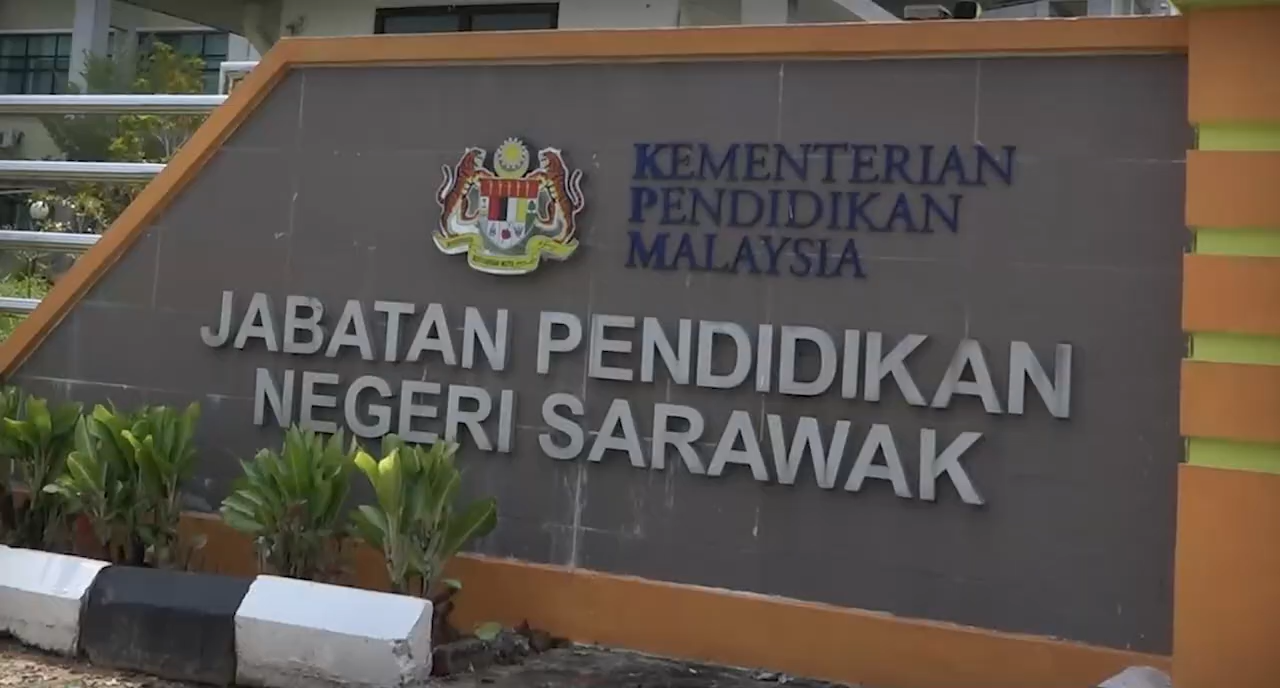 KEMENTERIAN
PENDIDIKAN
MALAYSIA
JABATAN PENDIDIKAN
NEGERI SARAWAK